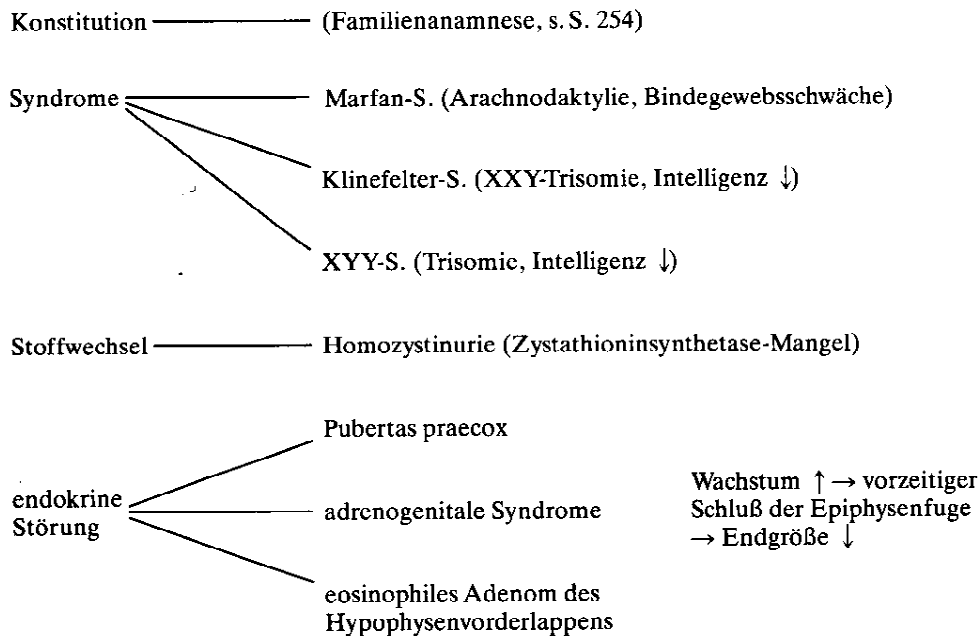 Konstitution (Familienanamnese, s. S. 254)
Syndrome Marfan-S. (Arachnodaktylie, Bindegewebsschwäche)
Klinefelter-S. (XXY-Trisomie, Intelligenz ↓)
XYY-S. (Trisomie, Intelligenz ↓)
Stoffwechsel Homozystinurie (Zystathioninsynthetase-Mangel)
endokrine
Störung
Pubertas praecox
adrenogenitale Syndrome
eosinophiles Adenom des
Hypophysenvorderlappens
Wachstum ↑ → vorzeitiger
Schluß der Epiphysenfuge
→ Endgröße ↓